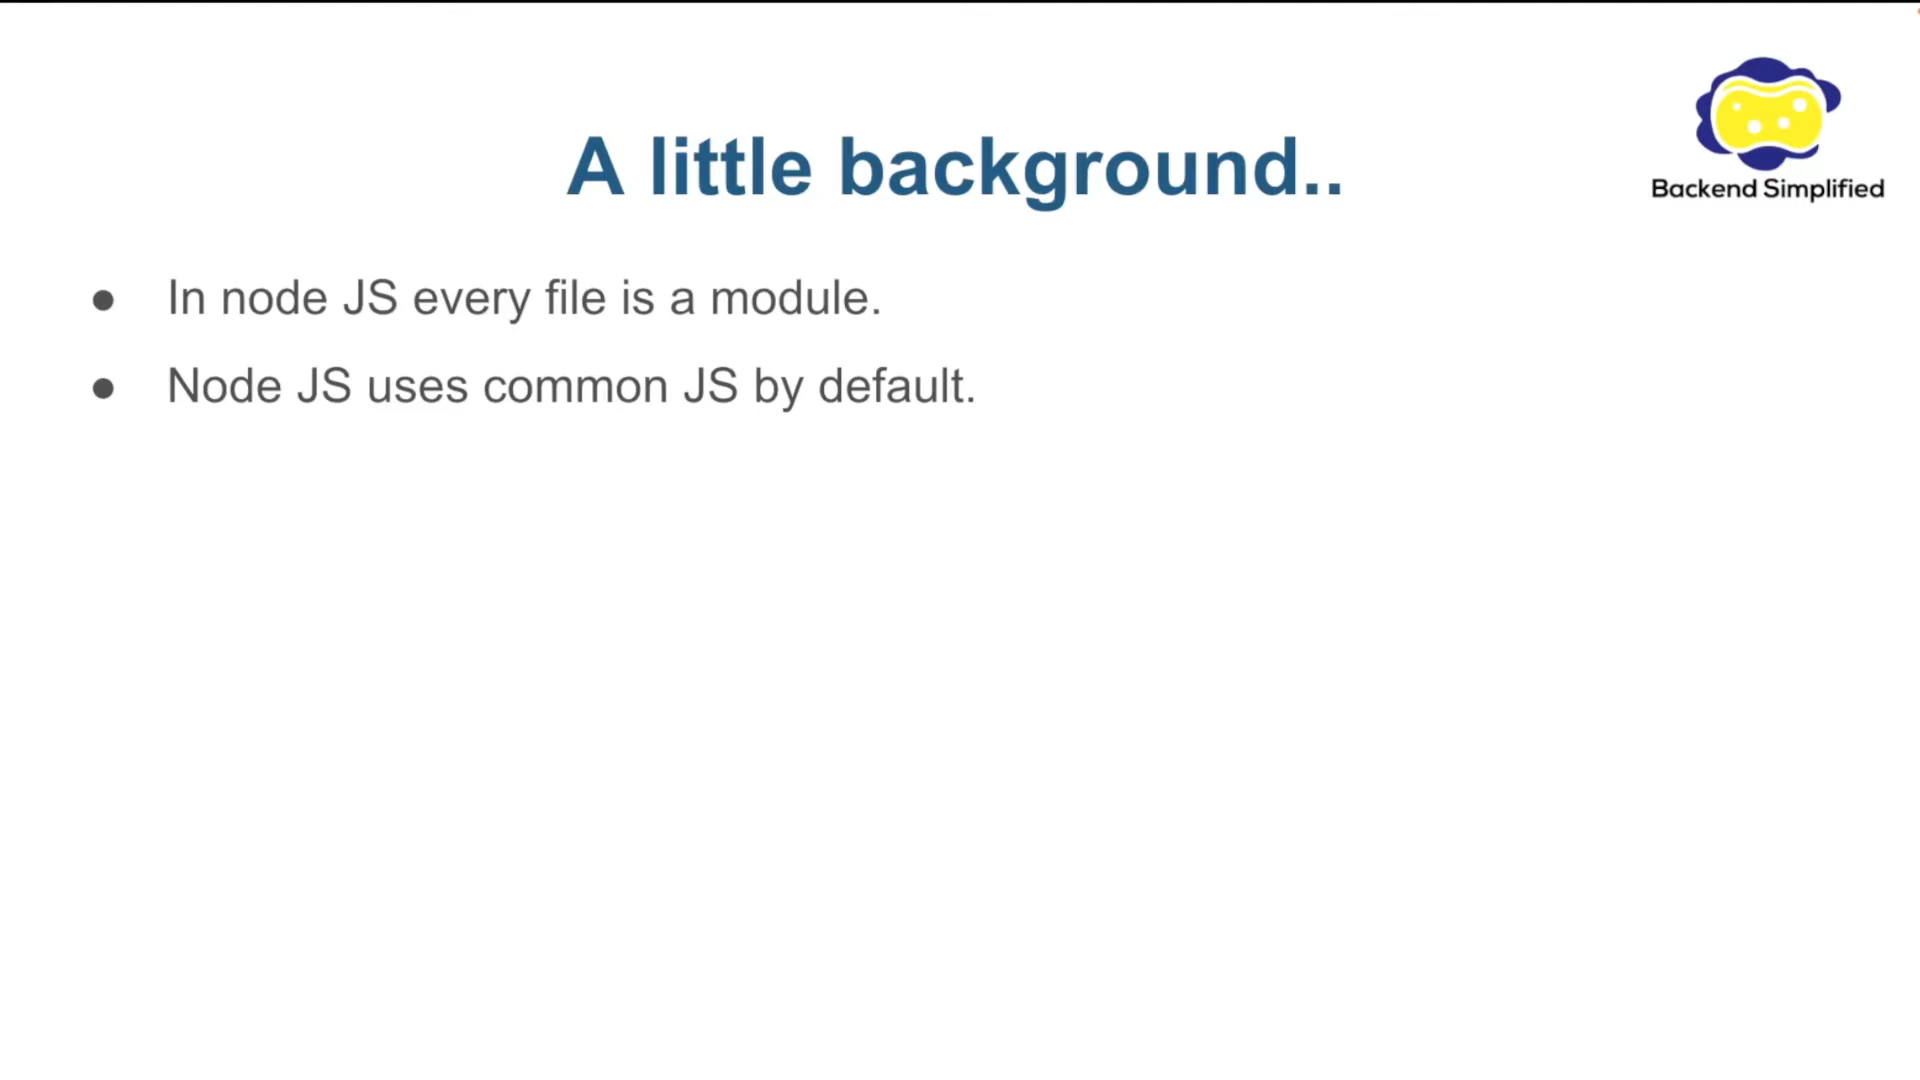 Backend Simplified
A little background..
● In node JS every file is a module.
● Node JS uses common JS by default.